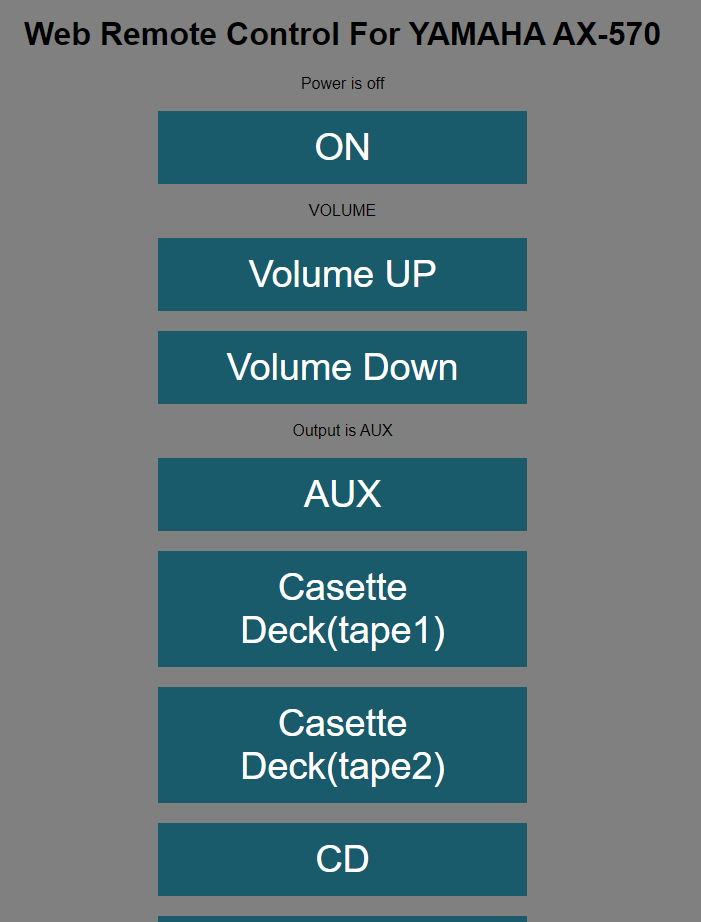 Web Remote Control For YAMAHA AX-570
Power is off
ON
VOLUME
Volume UP
Volume Down
Output is AUX
AUX
Casette
Deck(tape1)
Casette
Deck(tape2)
CD